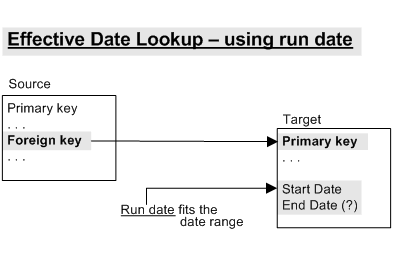 Effective Date Lookup – using run date
Source
Primary key
. . .
Foreign key
. . .
Target
Primary key
. . .
Start Date
End Date (?)
Run date fits the
date range